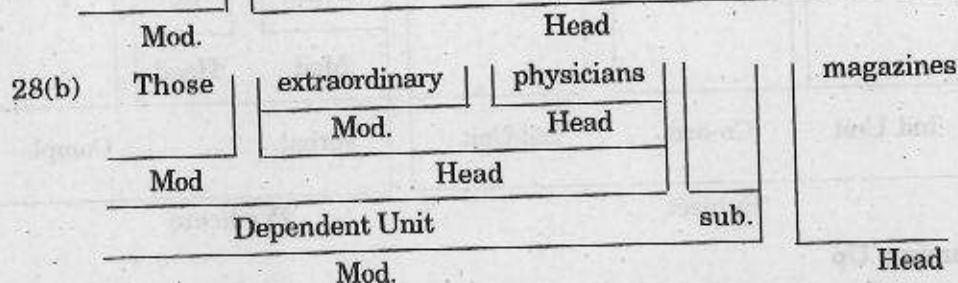 Mod. Head
28(b) Those extraordinary physicians magazines
Mod. Head
Mod Head
Dependent Unit sub.
Mod. Head